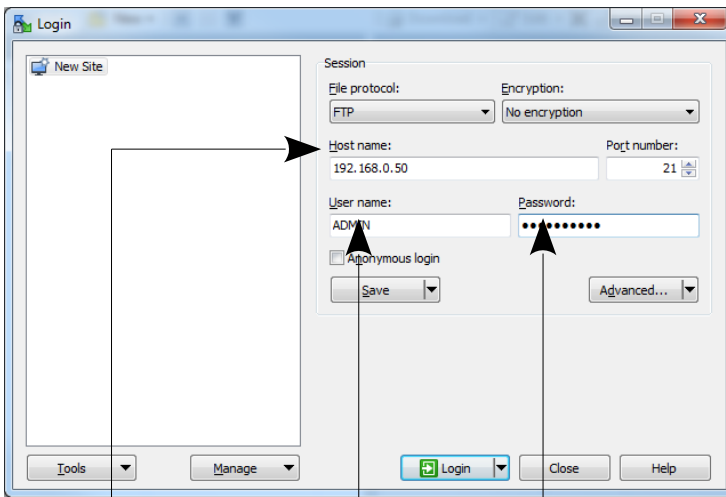 Login
New Site
Session
File protocol: Encryption:
FTP No encryption
Host name: Port number:
192.168.0.50 21
User name: Password:
ADMIN ●●●●●●●●●●
Anonymous login
Save Advanced...
Tools Manage Login Close Help